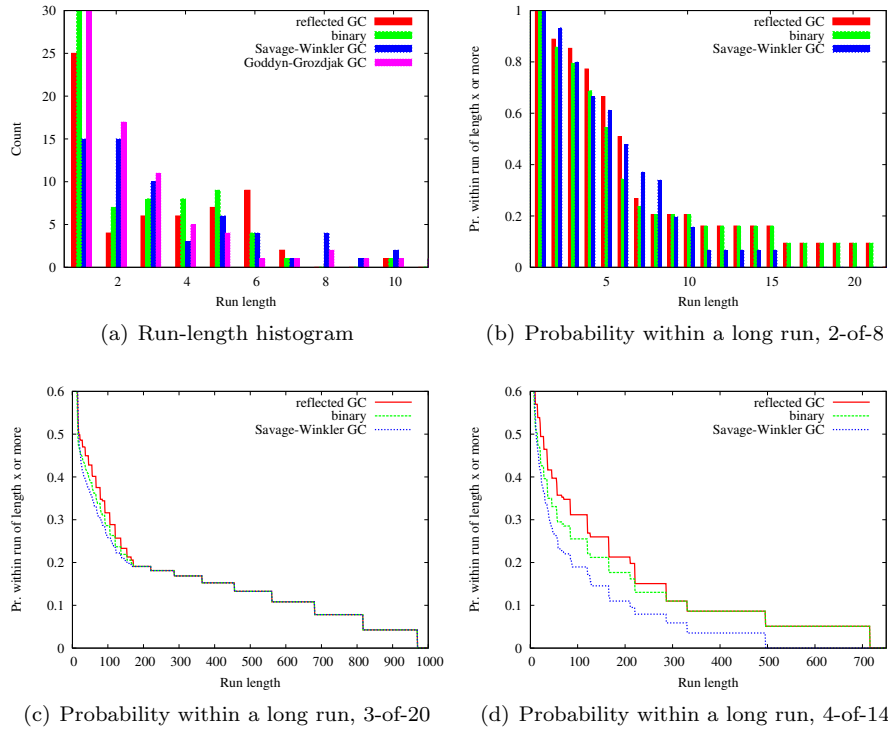 reflected GC
binary
Savage-Winkler GC
Goddyn-Grozdjak GC
30
25
20
15
10
5
0
Count
2 4 6 8 10
Run length
(a) Run-length histogram
reflected GC
binary
Savage-Winkler GC
1
0.8
0.6
0.4
0.2
0
Pr. within run of length x or more
5 10 15 20
Run length
(b) Probability within a long run, 2-of-8
reflected GC
binary
Savage-Winkler GC
0.6
0.5
0.4
0.3
0.2
0.1
0
Pr. within run of length x or more
0 100 200 300 400 500 600 700 800 900 1000
Run length
(c) Probability within a long run, 3-of-20
reflected GC
binary
Savage-Winkler GC
0.6
0.5
0.4
0.3
0.2
0.1
0
Pr. within run of length x or more
0 100 200 300 400 500 600 700
Run length
(d) Probability within a long run, 4-of-14